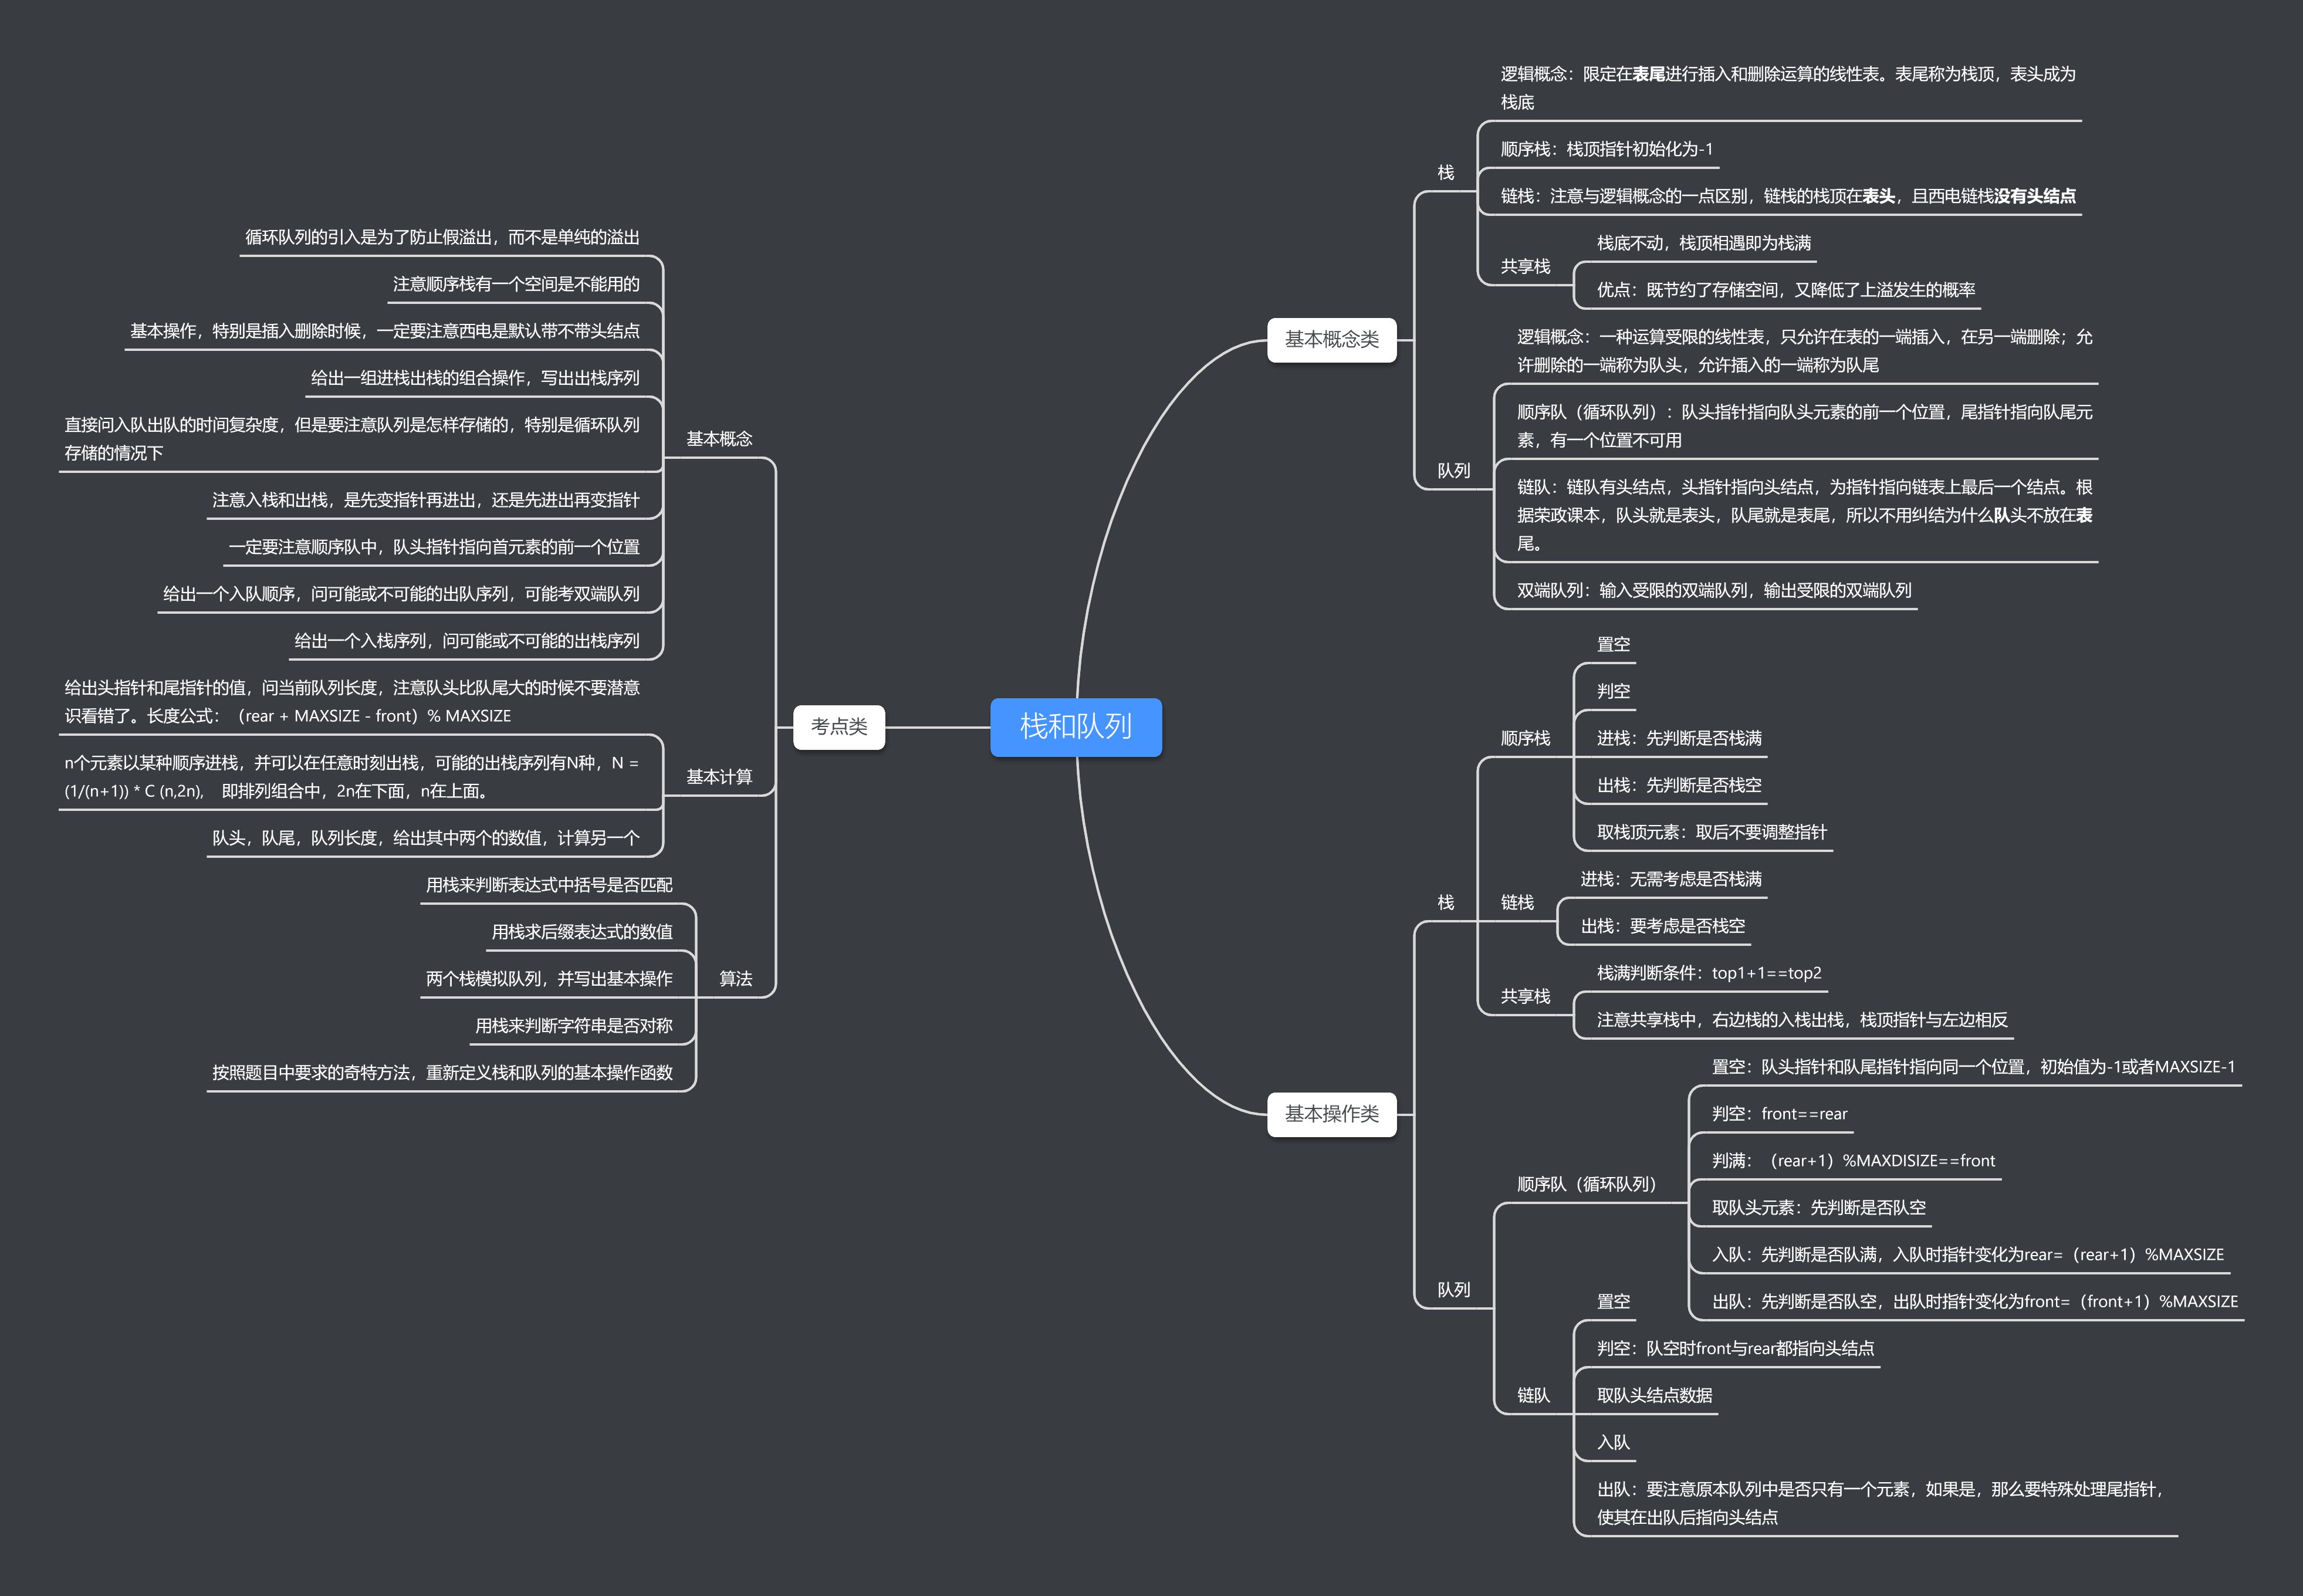 栈和队列
基本概念类
栈
逻辑概念：限定在表尾进行插入和删除运算的线性表。表尾称为栈顶，表头成为
栈底
顺序栈：栈顶指针初始化为-1
链栈：注意与逻辑概念的一点区别，链栈的栈顶在表头，且西电链栈没有头结点
共享栈
栈底不动，栈顶相遇即为栈满
优点：既节约了存储空间，又降低了上溢发生的概率
队列
逻辑概念：一种运算受限的线性表，只允许在表的一端插入，在另一端删除；允
许删除的一端称为队头，允许插入的一端称为队尾
顺序队（循环队列）：队头指针指向队头元素的前一个位置，尾指针指向队尾元
素，有一个位置不可用
链队：链队有头结点，头指针指向头结点，为指针指向链表上最后一个结点。根
据荣政课本，队头就是表头，队尾就是表尾，所以不用纠结为什么队头不放在表
尾。
双端队列：输入受限的双端队列，输出受限的双端队列
基本操作类
栈
顺序栈
置空
判空
进栈：先判断是否栈满
出栈：先判断是否栈空
取栈顶元素：取后不要调整指针
链栈
进栈：无需考虑是否栈满
出栈：要考虑是否栈空
共享栈
栈满判断条件：top1+1==top2
注意共享栈中，右边栈的入栈出栈，栈顶指针与左边相反
队列
顺序队（循环队列）
置空：队头指针和队尾指针指向同一个位置，初始值为-1或者MAXSIZE-1
判空：front==rear
判满：（rear+1）%MAXDISIZE==front
取队头元素：先判断是否队空
入队：先判断是否队满，入队时指针变化为rear=（rear+1）%MAXSIZE
出队：先判断是否队空，出队时指针变化为front=（front+1）%MAXSIZE
链队
置空
判空：队空时front与rear都指向头结点
取队头结点数据
入队
出队：要注意原本队列中是否只有一个元素，如果是，那么要特殊处理尾指针，
使其在出队后指向头结点
考点类
基本概念
循环队列的引入是为了防止假溢出，而不是单纯的溢出
注意顺序栈有一个空间是不能用的
基本操作，特别是插入删除时候，一定要注意西电是默认带不带头结点
给出一组进栈出栈的组合操作，写出出栈序列
直接问入队出队的时间复杂度，但是要注意队列是怎样存储的，特别是循环队列
存储的情况下
注意入栈和出栈，是先变指针再进出，还是先进出再变指针
一定要注意顺序队中，队头指针指向首元素的前一个位置
给出一个入队顺序，问可能或不可能的出队序列，可能考双端队列
给出一个入栈序列，问可能或不可能的出栈序列
基本计算
给出头指针和尾指针的值，问当前队列长度，注意队头比队尾大的时候不要潜意
识看错了。长度公式：（rear + MAXSIZE - front）% MAXSIZE
n个元素以某种顺序进栈，并可以在任意时刻出栈，可能的出栈序列有N种，N =
(1/(n+1)) * C (n,2n),　即排列组合中，2n在下面，n在上面。
队头，队尾，队列长度，给出其中两个的数值，计算另一个
算法
用栈来判断表达式中括号是否匹配
用栈求后缀表达式的数值
两个栈模拟队列，并写出基本操作
用栈来判断字符串是否对称
按照题目中要求的奇特方法，重新定义栈和队列的基本操作函数